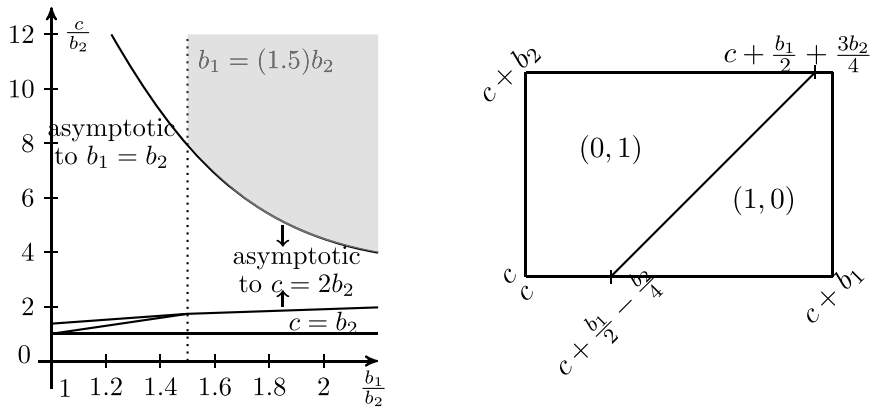 12
c/b₂
b₁ = (1.5)b₂
10
asymptotic
to b₁ = b₂
8
6
4
asymptotic
to c = 2b₂
2
c = b₂
0
1 1.2 1.4 1.6 1.8 2 b₁/b₂
c + b₂
c + b₁/2 + 3b₂/4
(0, 1)
(1, 0)
c
c
c + b₁/2 − b₂/4
c + b₁